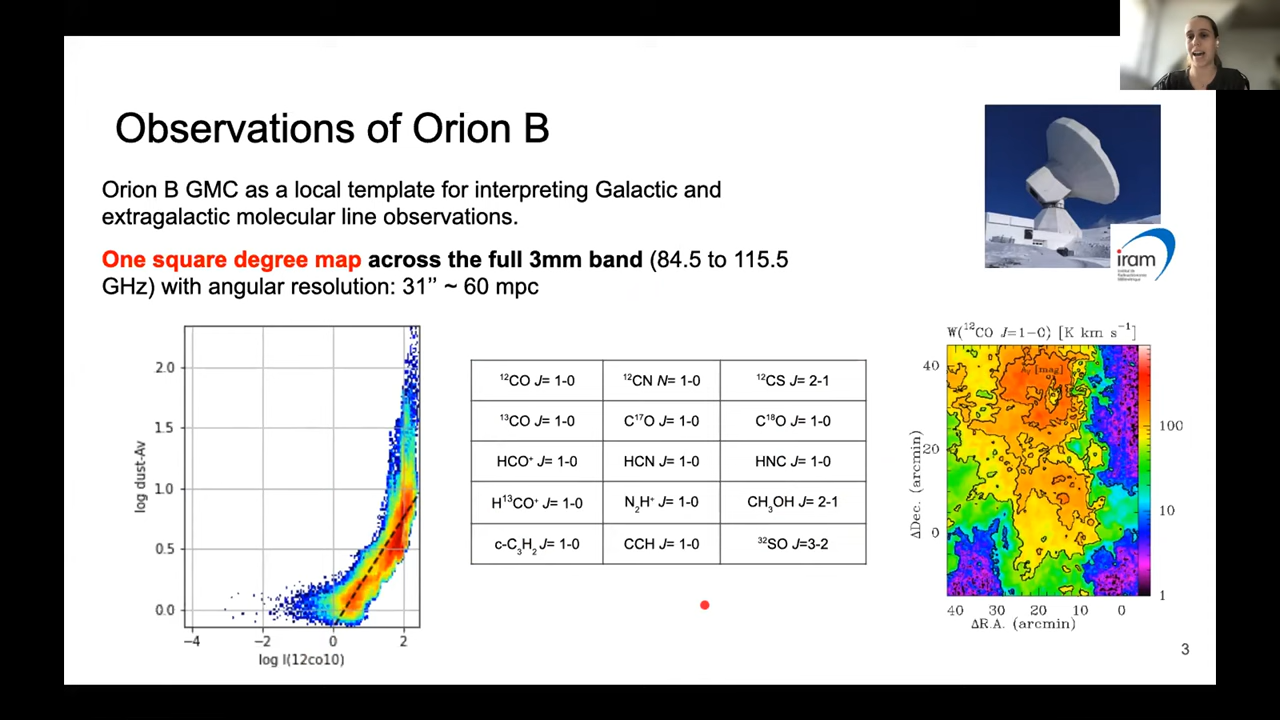 Observations of Orion B
Orion B GMC as a local template for interpreting Galactic and
extragalactic molecular line observations.
One square degree map across the full 3mm band (84.5 to 115.5
GHz) with angular resolution: 31’’ ~ 60 mpc
iram
2.0
1.5
1.0
0.5
0.0
log dust-Av
−4 −2 0 2
log I(12co10)
¹²CO J= 1-0 ¹²CN N= 1-0 ¹²CS J= 2-1
¹³CO J= 1-0 C¹⁷O J= 1-0 C¹⁸O J= 1-0
HCO⁺ J= 1-0 HCN J= 1-0 HNC J= 1-0
H¹³CO⁺ J= 1-0 N₂H⁺ J= 1-0 CH₃OH J= 2-1
c-C₃H₂ J= 1-0 CCH J= 1-0 ³²SO J=3-2
W(¹²CO J=1−0) [K km s⁻¹]
A_V [mag]
40
20
0
ΔDec. (arcmin)
40 30 20 10 0
ΔR.A. (arcmin)
100
10
1
3